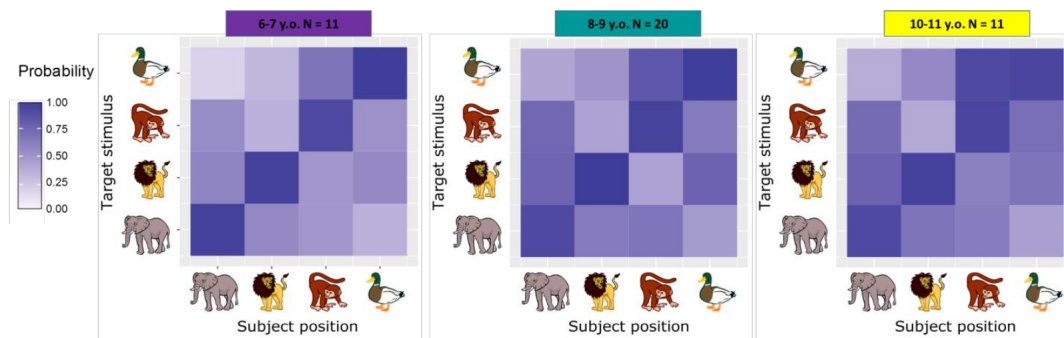 6-7 y.o. N = 11
8-9 y.o. N = 20
10-11 y.o. N = 11
Probability
1.00
0.75
0.50
0.25
0.00
Target stimulus
Target stimulus
Target stimulus
Subject position
Subject position
Subject position